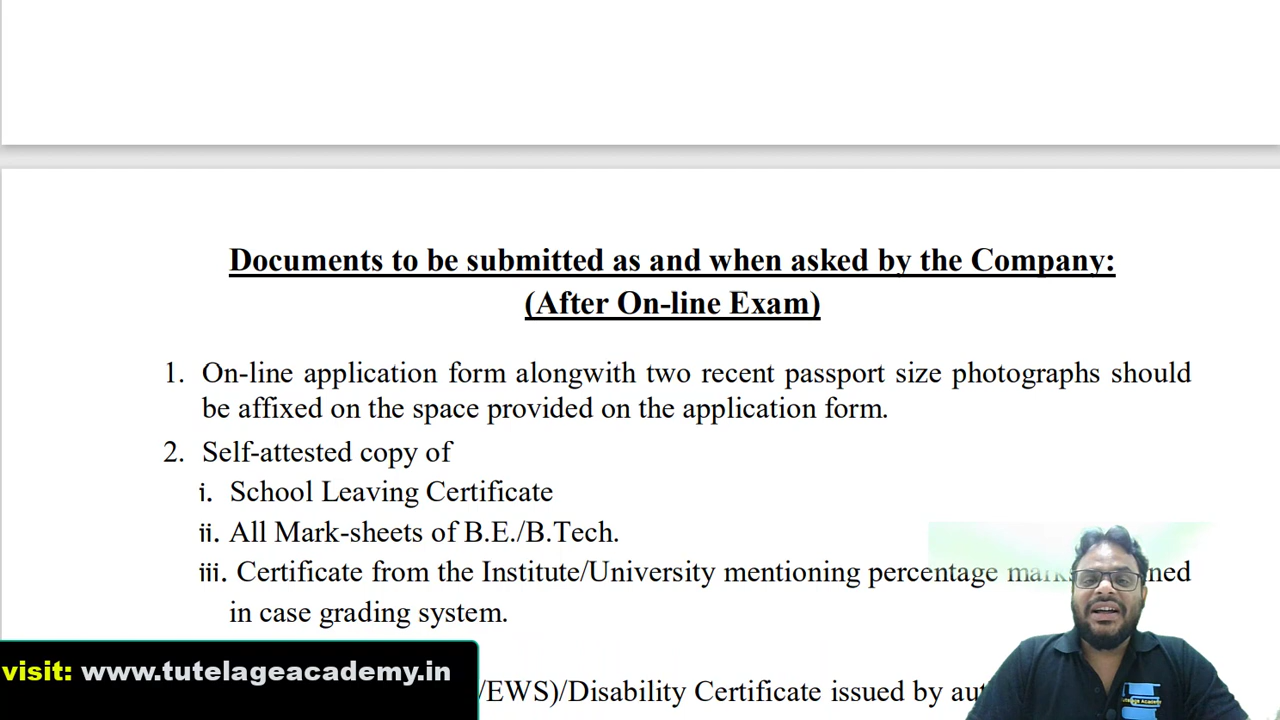 Documents to be submitted as and when asked by the Company:
(After On-line Exam)
1. On-line application form alongwith two recent passport size photographs should
be affixed on the space provided on the application form.
2. Self-attested copy of
i. School Leaving Certificate
ii. All Mark-sheets of B.E./B.Tech.
iii. Certificate from the Institute/University mentioning percentage
in case grading system.
visit: www.tutelageacademy.in
/EWS)/Disability Certificate issued by
Tutelage Academy